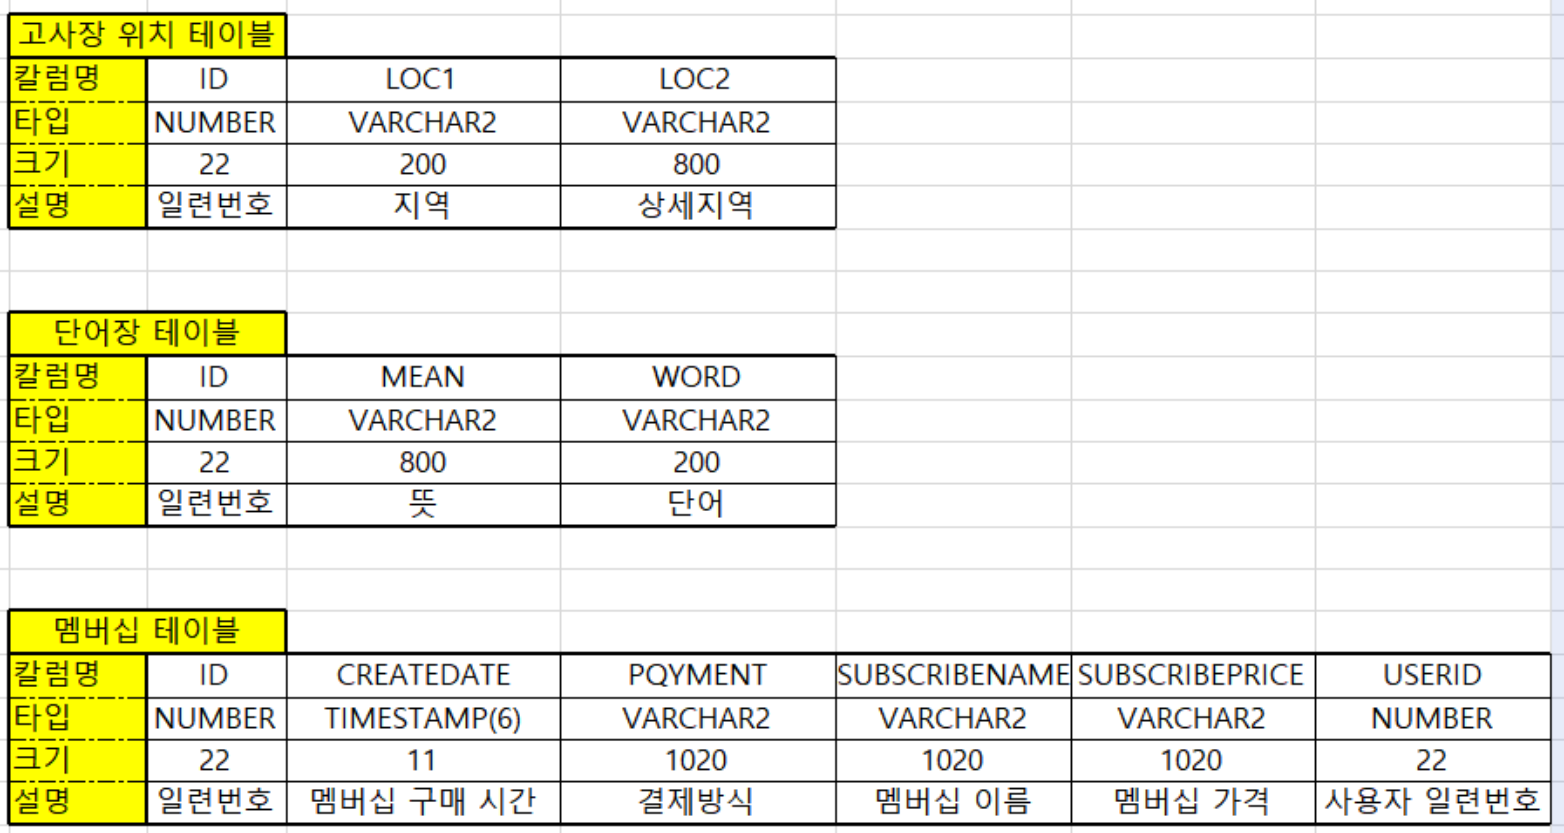 고사장 위치 테이블
칼럼명 ID LOC1 LOC2
타입 NUMBER VARCHAR2 VARCHAR2
크기 22 200 800
설명 일련번호 지역 상세지역
단어장 테이블
칼럼명 ID MEAN WORD
타입 NUMBER VARCHAR2 VARCHAR2
크기 22 800 200
설명 일련번호 뜻 단어
멤버십 테이블
칼럼명 ID CREATEDATE PQYMENT SUBSCRIBENAME SUBSCRIBEPRICE USERID
타입 NUMBER TIMESTAMP(6) VARCHAR2 VARCHAR2 VARCHAR2 NUMBER
크기 22 11 1020 1020 1020 22
설명 일련번호 멤버십 구매 시간 결제방식 멤버십 이름 멤버십 가격 사용자 일련번호